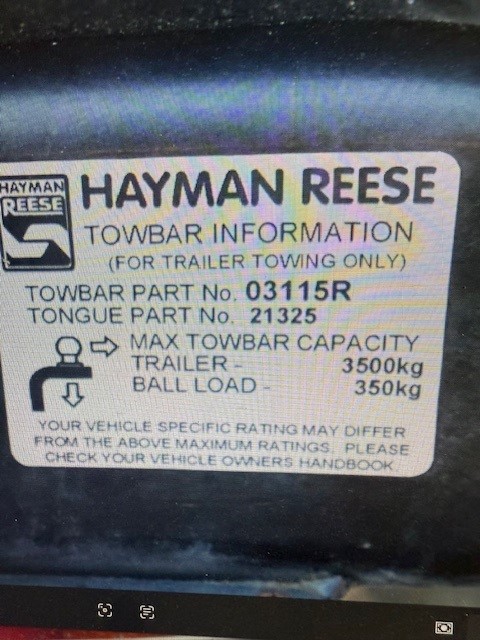 HAYMAN
REESE
HAYMAN REESE
TOWBAR INFORMATION
(FOR TRAILER TOWING ONLY)
TOWBAR PART No. 03115R
TONGUE PART No. 21325
MAX TOWBAR CAPACITY
TRAILER - 3500kg
BALL LOAD - 350kg
YOUR VEHICLE SPECIFIC RATING MAY DIFFER
FROM THE ABOVE MAXIMUM RATINGS. PLEASE
CHECK YOUR VEHICLE OWNERS HANDBOOK.